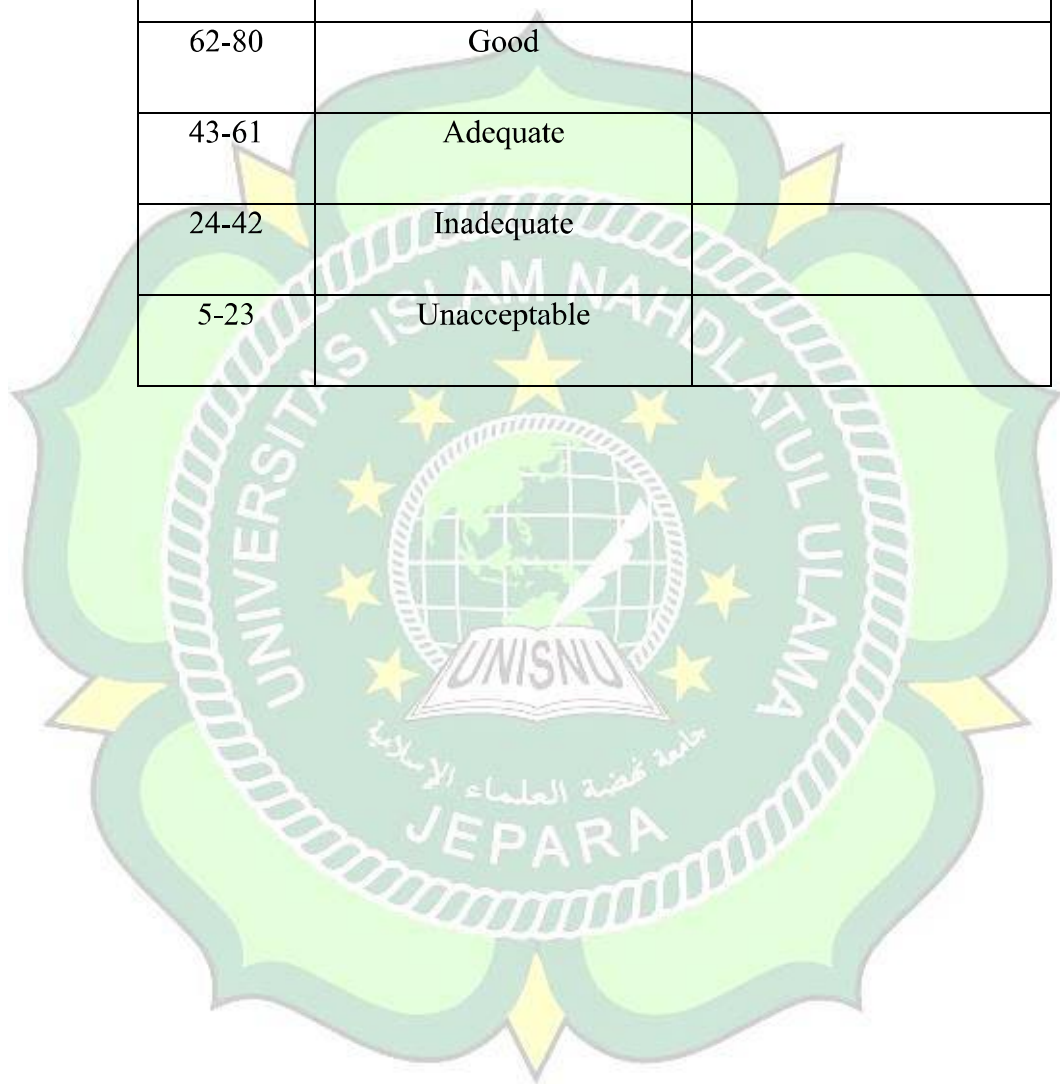 62-80 Good
43-61 Adequate
24-42 Inadequate
5-23 Unacceptable
UNIVERSITAS ISLAM NAHDLATUL ULAMA
UNISNU
جامعة نهضة العلماء الإسلامية
JEPARA